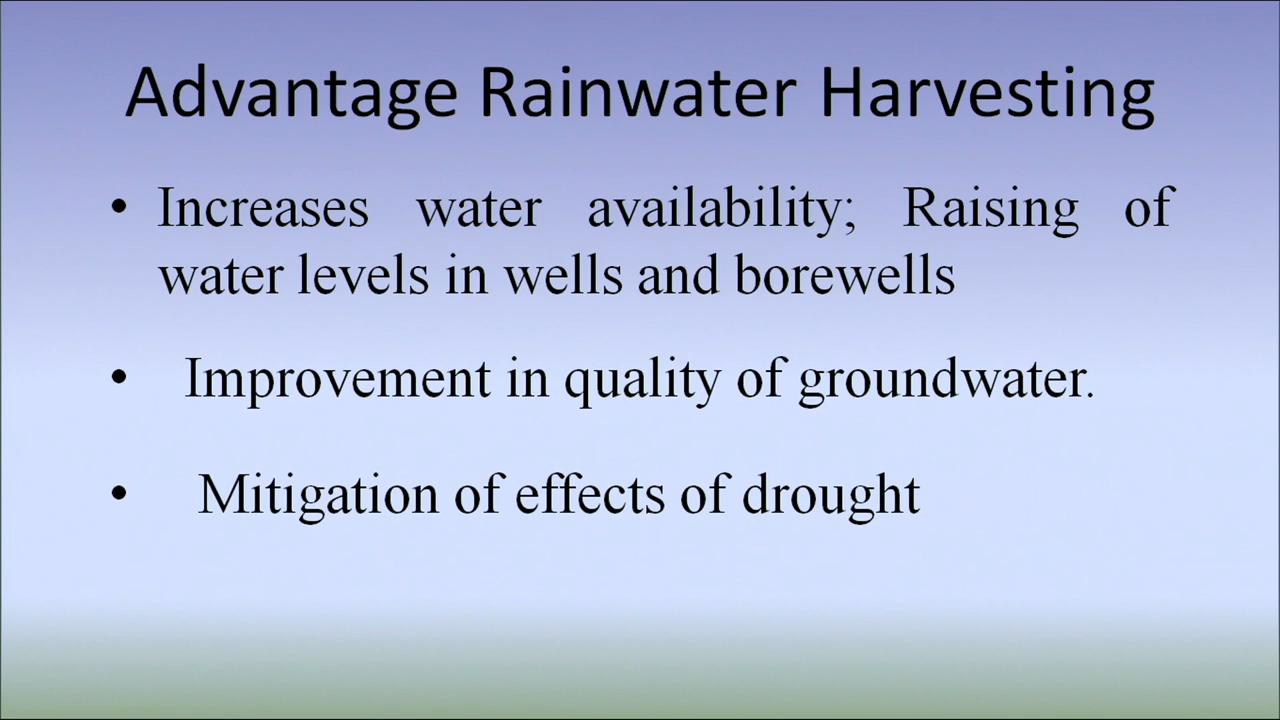 Advantage Rainwater Harvesting
• Increases water availability; Raising of
water levels in wells and borewells
• Improvement in quality of groundwater.
• Mitigation of effects of drought